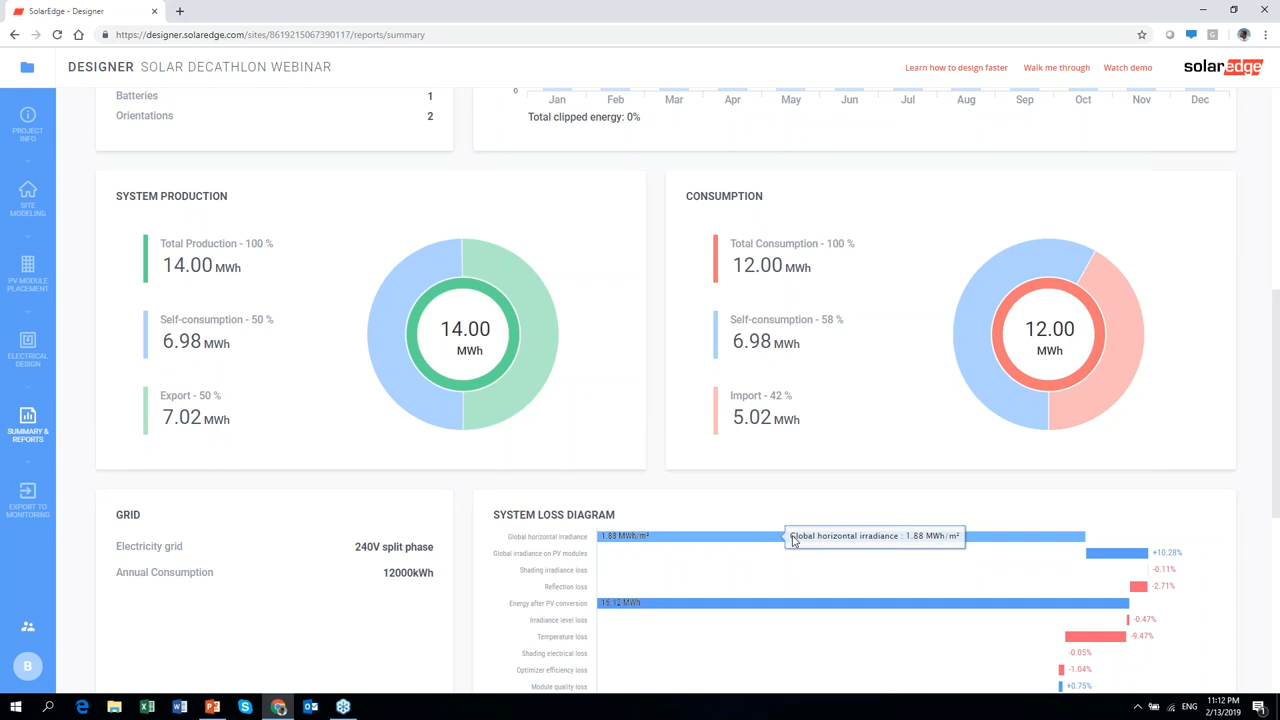 SolarEdge - Designer
https://designer.solaredge.com/sites/8619215067390117/reports/summary
DESIGNER SOLAR DECATHLON WEBINAR
Learn how to design faster
Walk me through
Watch demo
solaredge
PROJECT
INFO
SITE
MODELING
PV MODULE
PLACEMENT
ELECTRICAL
DESIGN
SUMMARY &
REPORTS
EXPORT TO
MONITORING
B
Batteries 1
Orientations 2
0
Jan Feb Mar Apr May Jun Jul Aug Sep Oct Nov Dec
Total clipped energy: 0%
SYSTEM PRODUCTION
Total Production - 100 %
14.00 MWh
Self-consumption - 50 %
6.98 MWh
Export - 50 %
7.02 MWh
14.00
MWh
CONSUMPTION
Total Consumption - 100 %
12.00 MWh
Self-consumption - 58 %
6.98 MWh
Import - 42 %
5.02 MWh
12.00
MWh
GRID
Electricity grid 240V split phase
Annual Consumption 12000kWh
SYSTEM LOSS DIAGRAM
Global horizontal irradiance 1.88 MWh/m²
Global horizontal irradiance : 1.88 MWh/m²
Global irradiance on PV modules +10.28%
Shading irradiance loss -0.11%
Reflection loss -2.71%
Energy after PV conversion 16.12 MWh
Irradiance level loss -0.47%
Temperature loss -9.47%
Shading electrical loss -0.05%
Optimizer efficiency loss -1.04%
Module quality loss +0.75%
ENG
11:12 PM
2/13/2019